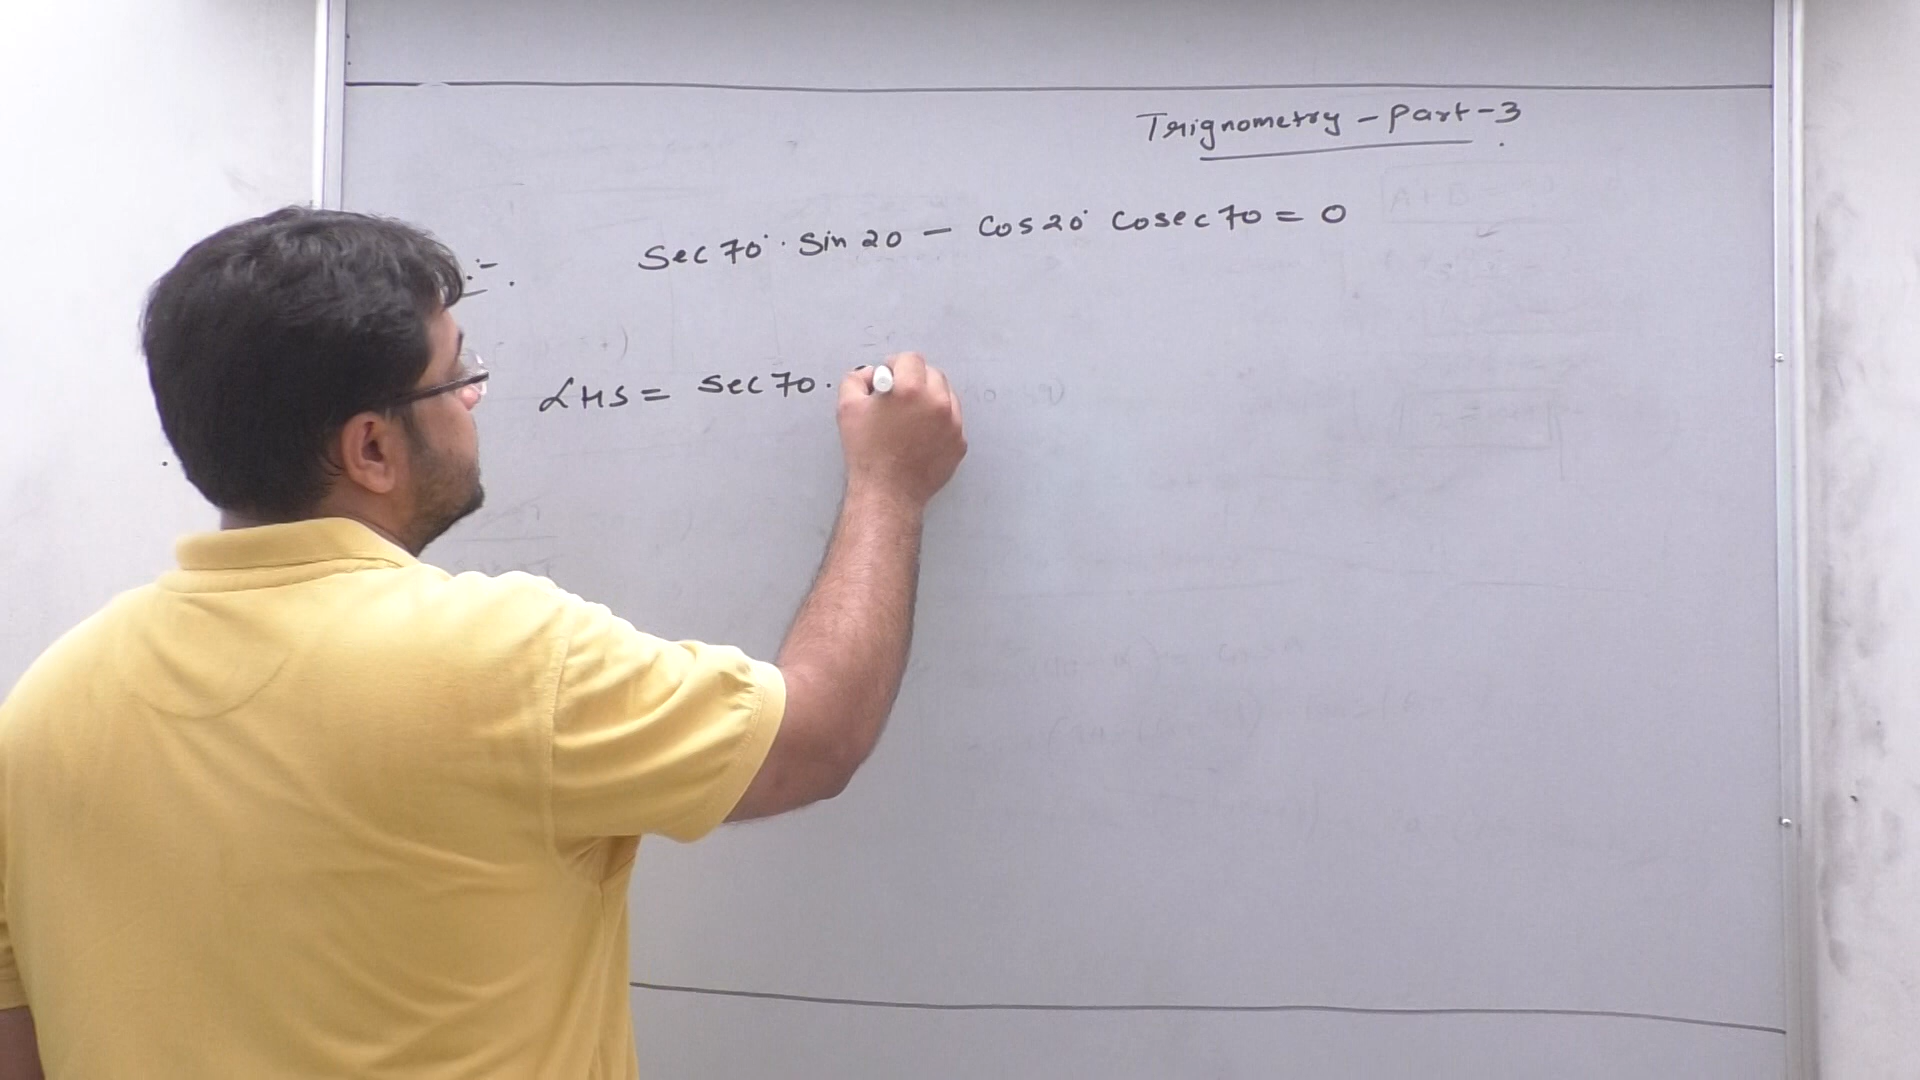 Trignometry - Part-3
Sec 70° · Sin 20 - Cos 20° Cosec 70 = 0
LHS = Sec 70 ·